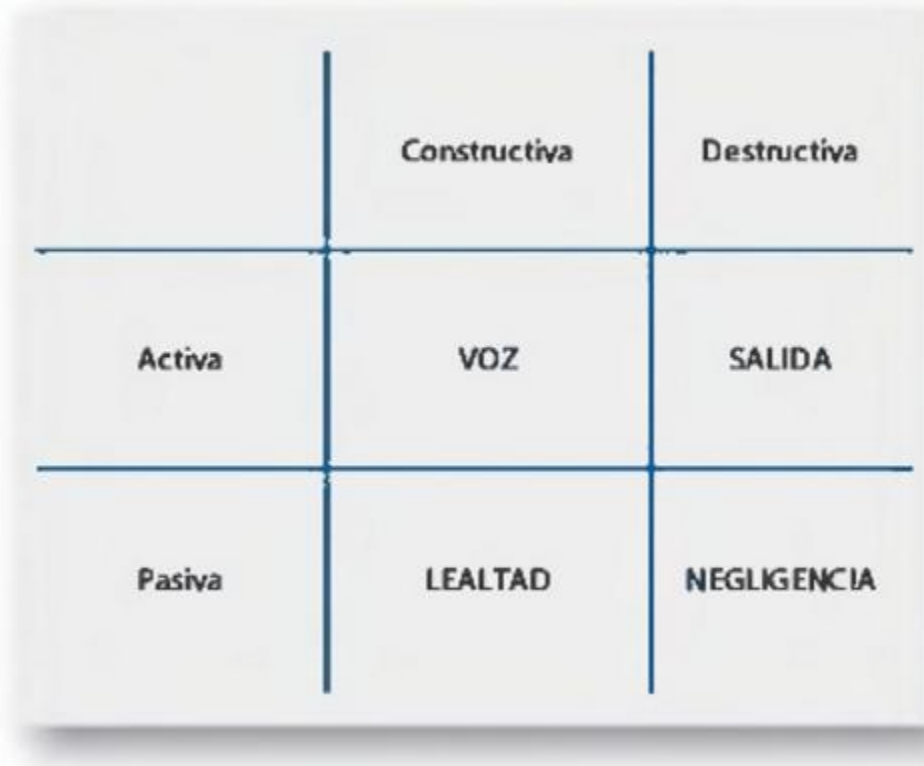 Constructiva Destructiva
Activa VOZ SALIDA
Pasiva LEALTAD NEGLIGENCIA